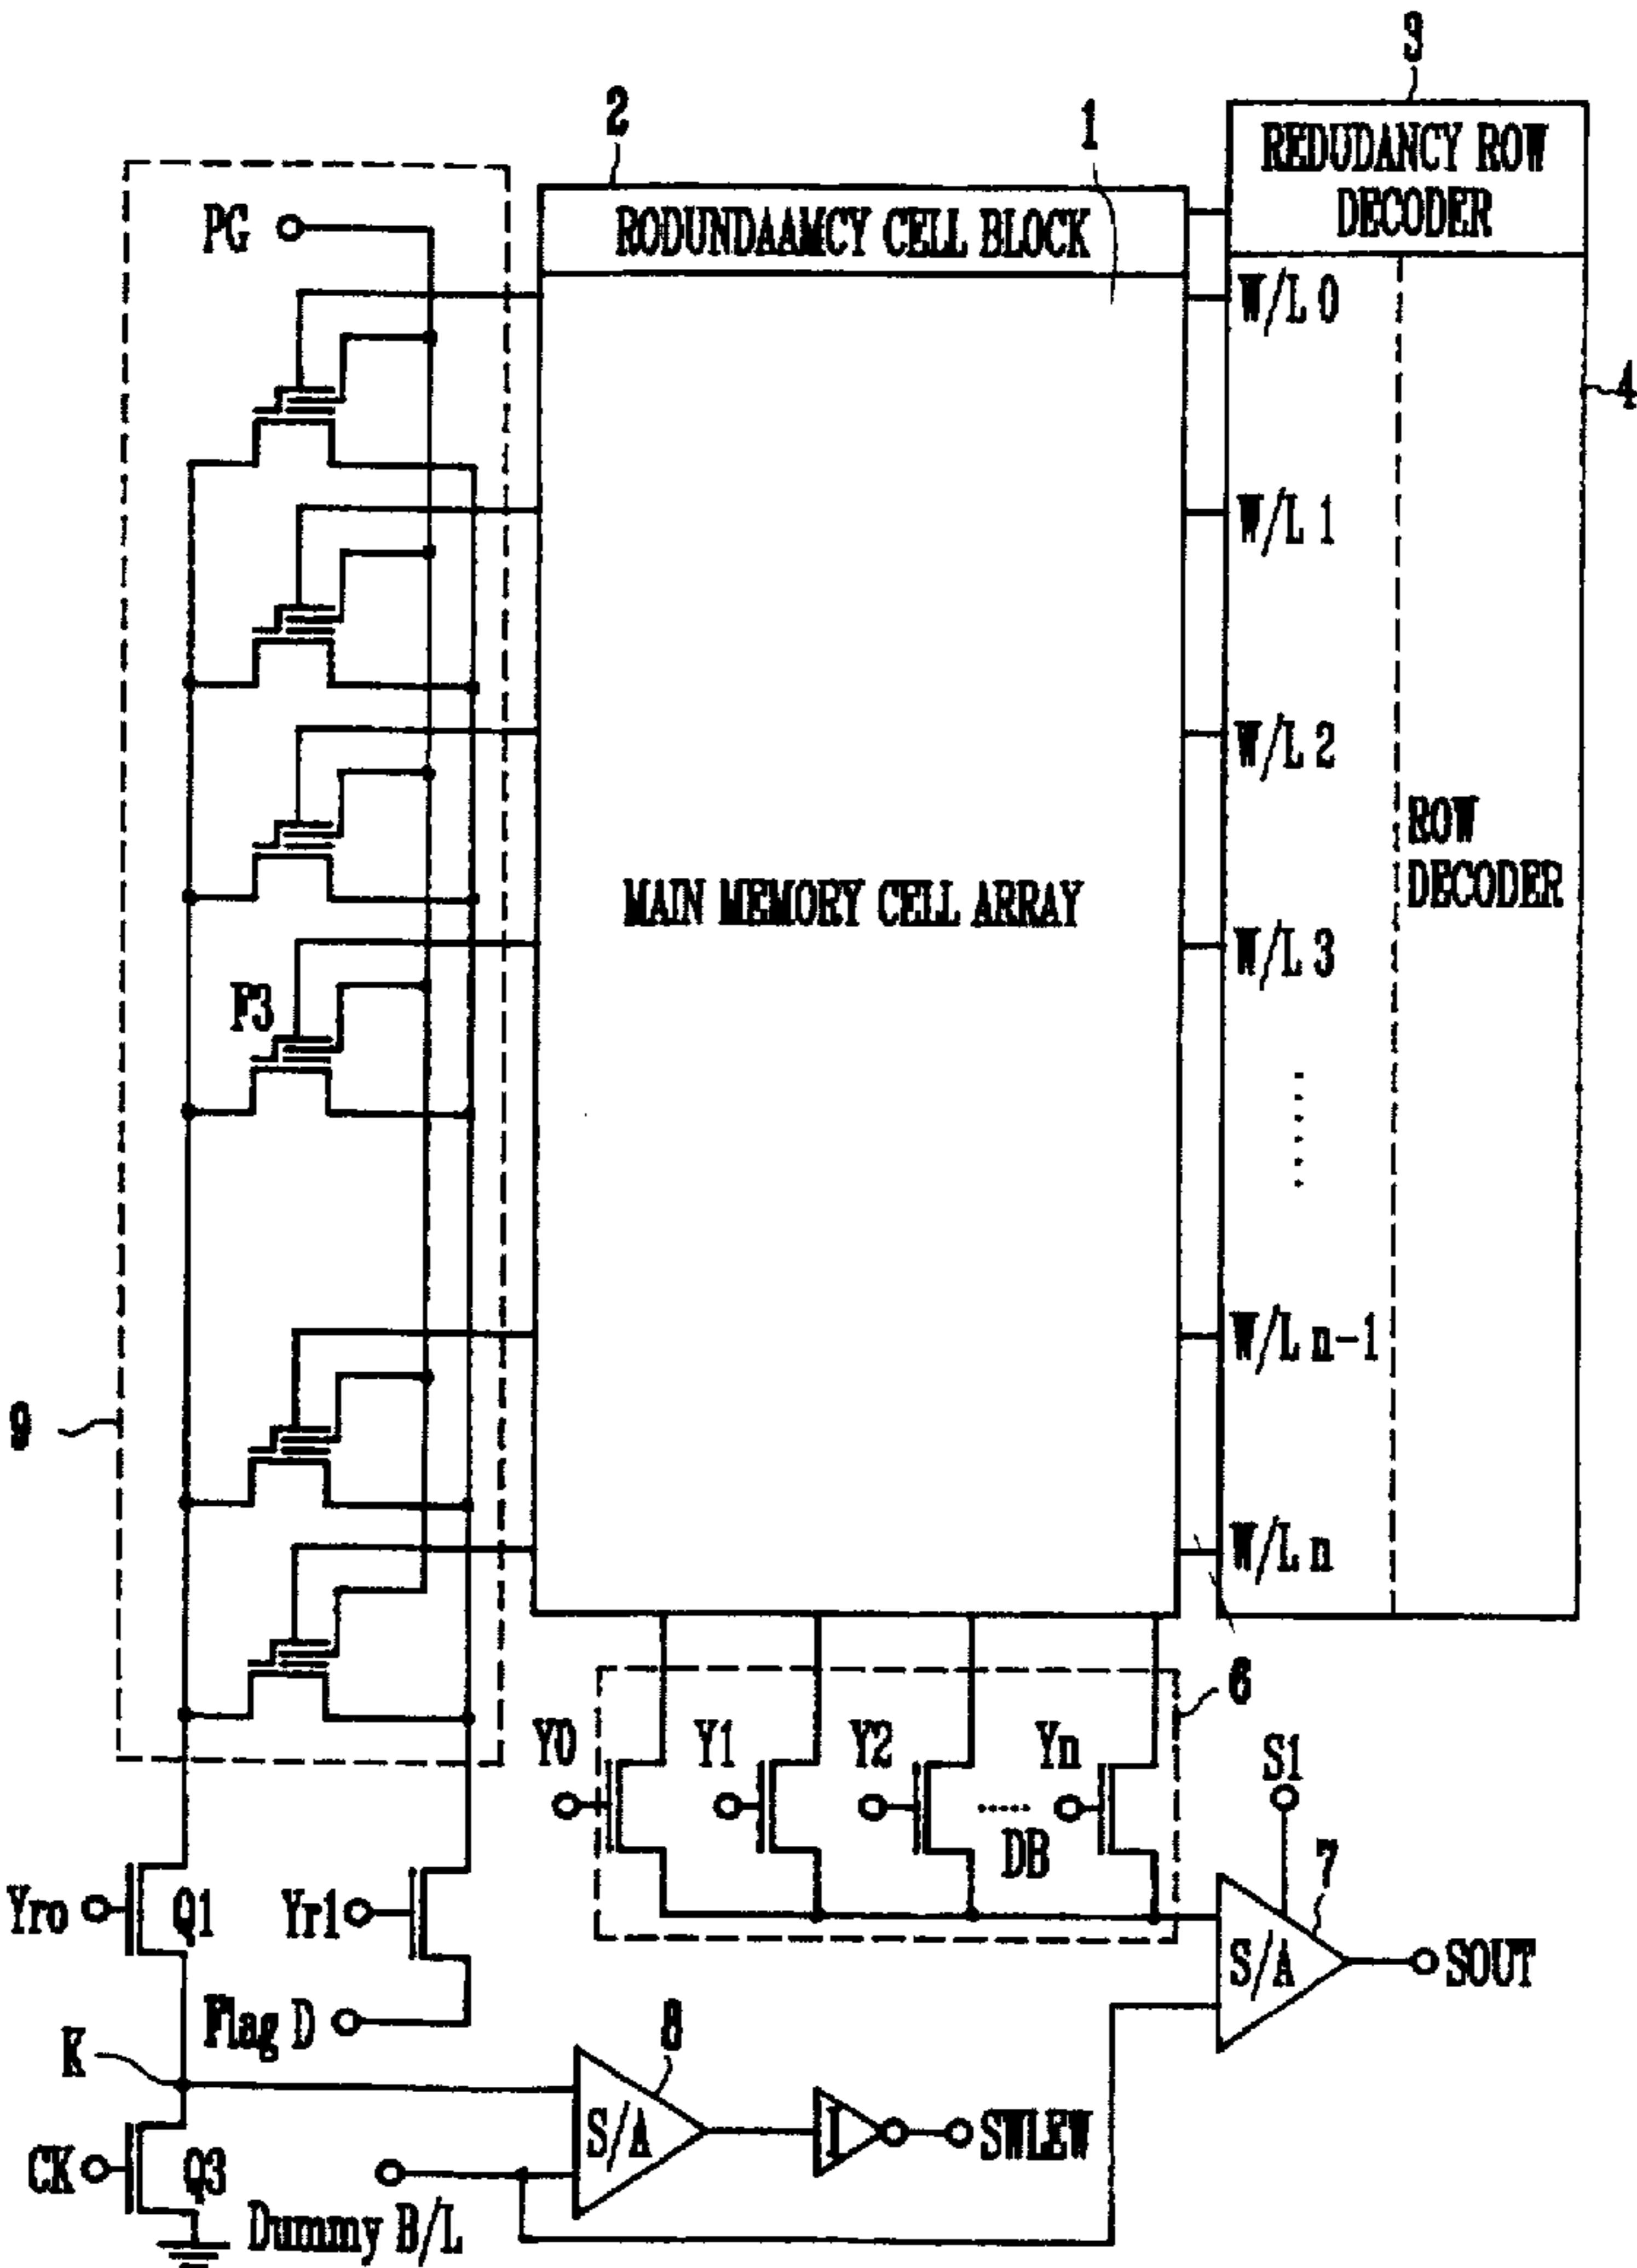 3
2
1
REDUDANCY ROW
DECODER
PG
RODUNDAAMCY CELL BLOCK
W/L 0
4
W/L 1
W/L 2
ROW
DECODER
MAIN MEMORY CELL ARRAY
W/L 3
F3
......
W/L n-1
9
W/L n
6
Y0
Y1
Y2
Yn
S1
.....
DB
7
Yro
Q1
Yr1
S/A
SOUT
Flag D
8
K
S/A
I
SWLEW
CK
Q3
Dummy B/L